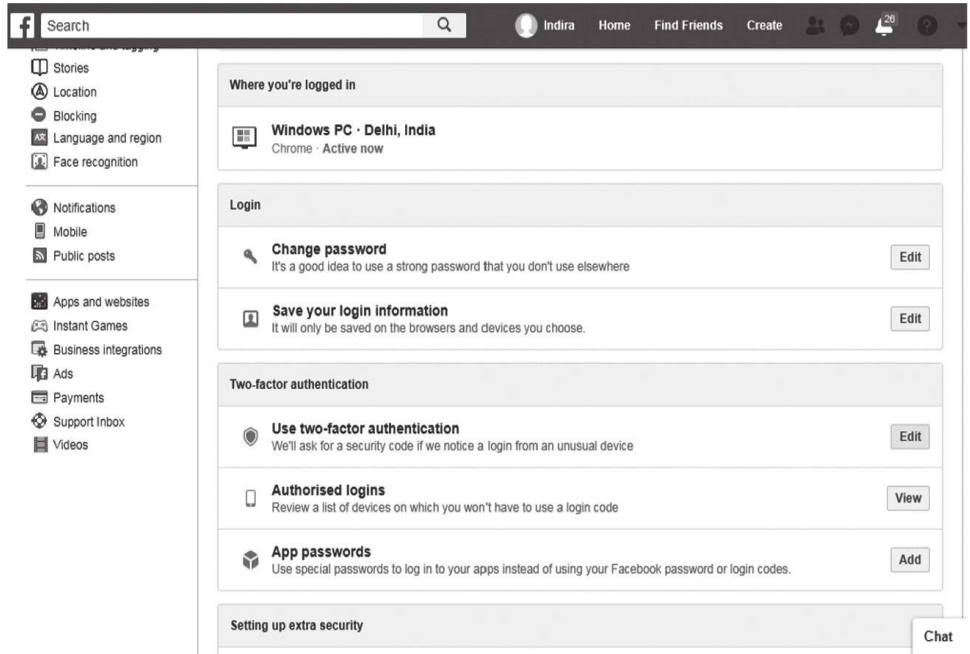 f Search Indira Home Find Friends Create 26 ?
Timeline and tagging
Stories
Location
Blocking
Language and region
Face recognition
Notifications
Mobile
Public posts
Apps and websites
Instant Games
Business integrations
Ads
Payments
Support Inbox
Videos
Where you're logged in
Windows PC · Delhi, India
Chrome · Active now
Login
Change password
It's a good idea to use a strong password that you don't use elsewhere
Edit
Save your login information
It will only be saved on the browsers and devices you choose.
Edit
Two-factor authentication
Use two-factor authentication
We'll ask for a security code if we notice a login from an unusual device
Edit
Authorised logins
Review a list of devices on which you won't have to use a login code
View
App passwords
Use special passwords to log in to your apps instead of using your Facebook password or login codes.
Add
Setting up extra security
Chat